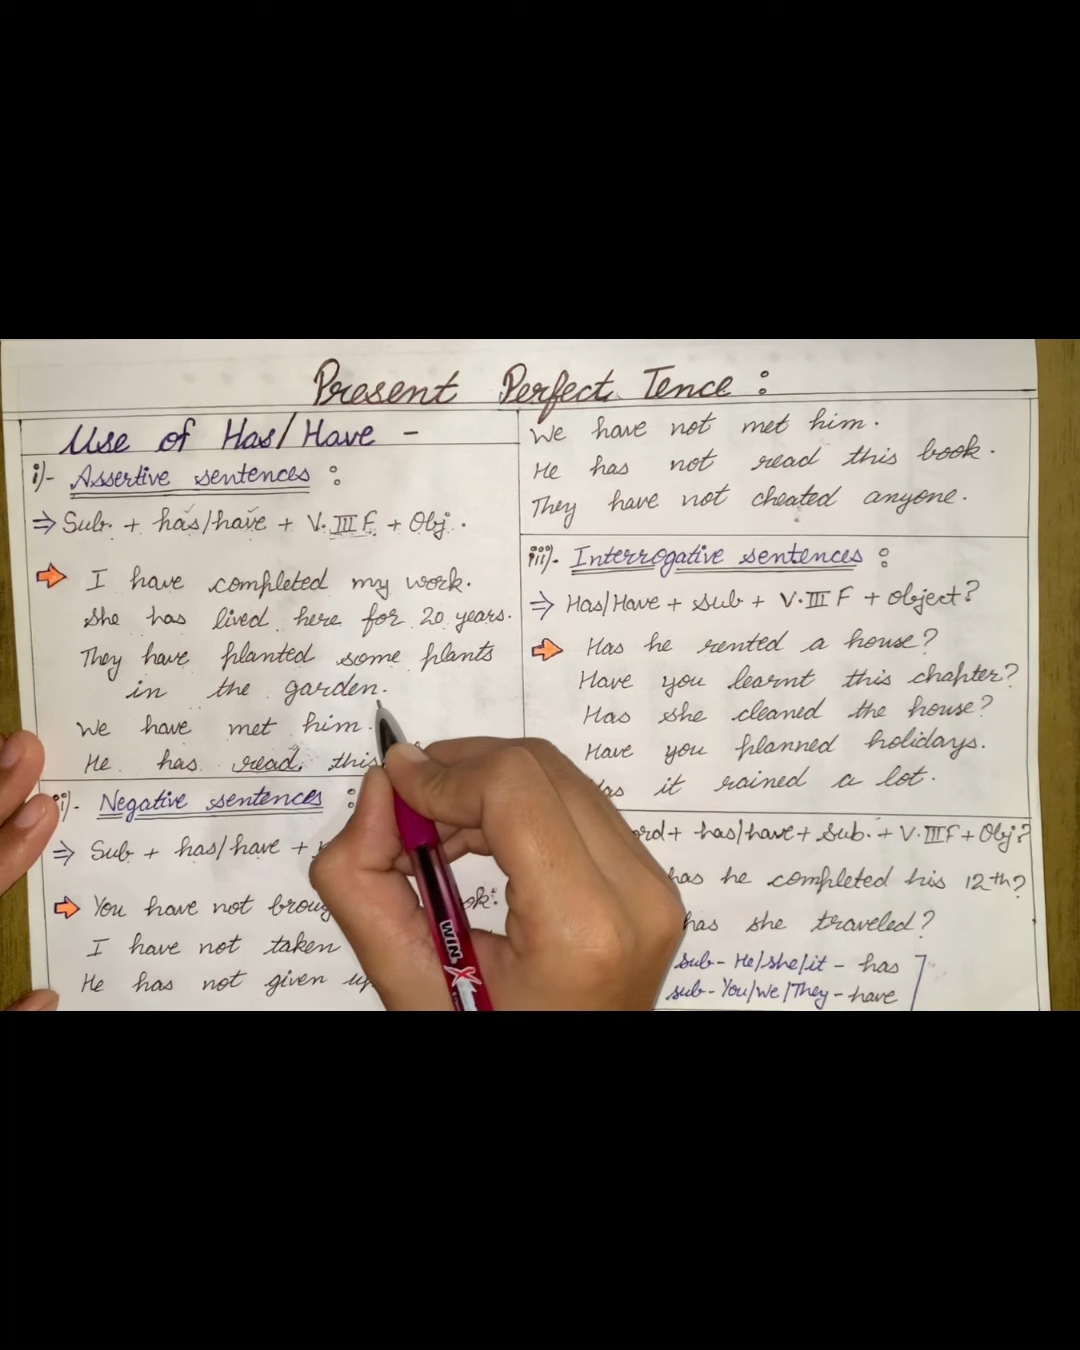 Present Perfect Tence :
Use of Has/Have -
i)- Assertive sentences :
⇒ Sub. + has/have + V. III F + Obj.
I have completed my work.
She has lived here for 20 years.
They have planted some plants
in the garden.
We have met him.
He has read this
ii)- Negative sentences :
⇒ Sub + has/have +
You have not
I have not taken
He has not given up
We have not met him.
He has not read this book.
They have not cheated anyone.
iii)- Interrogative sentences :
⇒ Has/Have + sub + V. III F + object?
Has he rented a house?
Have you learnt this chapter?
Has she cleaned the house?
Have you planned holidays.
it rained a lot.
+ has/have + sub. + V. III F + Obj?
has he completed his 12th?
has she traveled?
sub - He/she/it - has
sub - You/we/They - have
WIN